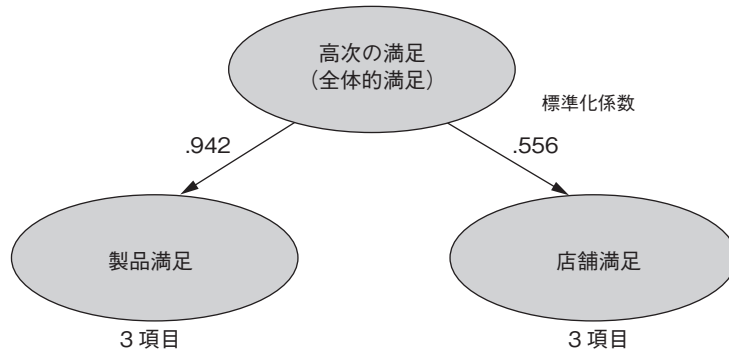 高次の満足
（全体的満足）
標準化係数
.942
.556
製品満足
店舗満足
3 項目
3 項目